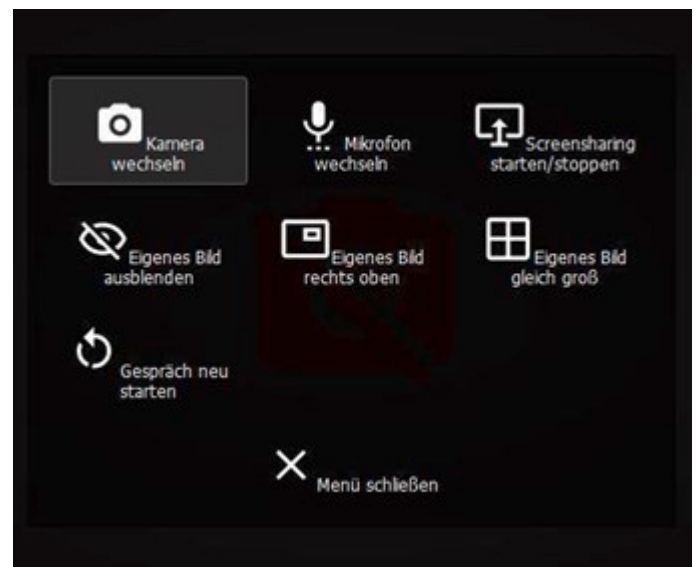 Kamera
wechseln
Mikrofon
wechseln
Screensharing
starten/stoppen
Eigenes Bild
ausblenden
Eigenes Bild
rechts oben
Eigenes Bild
gleich groß
Gespräch neu
starten
Menü schließen